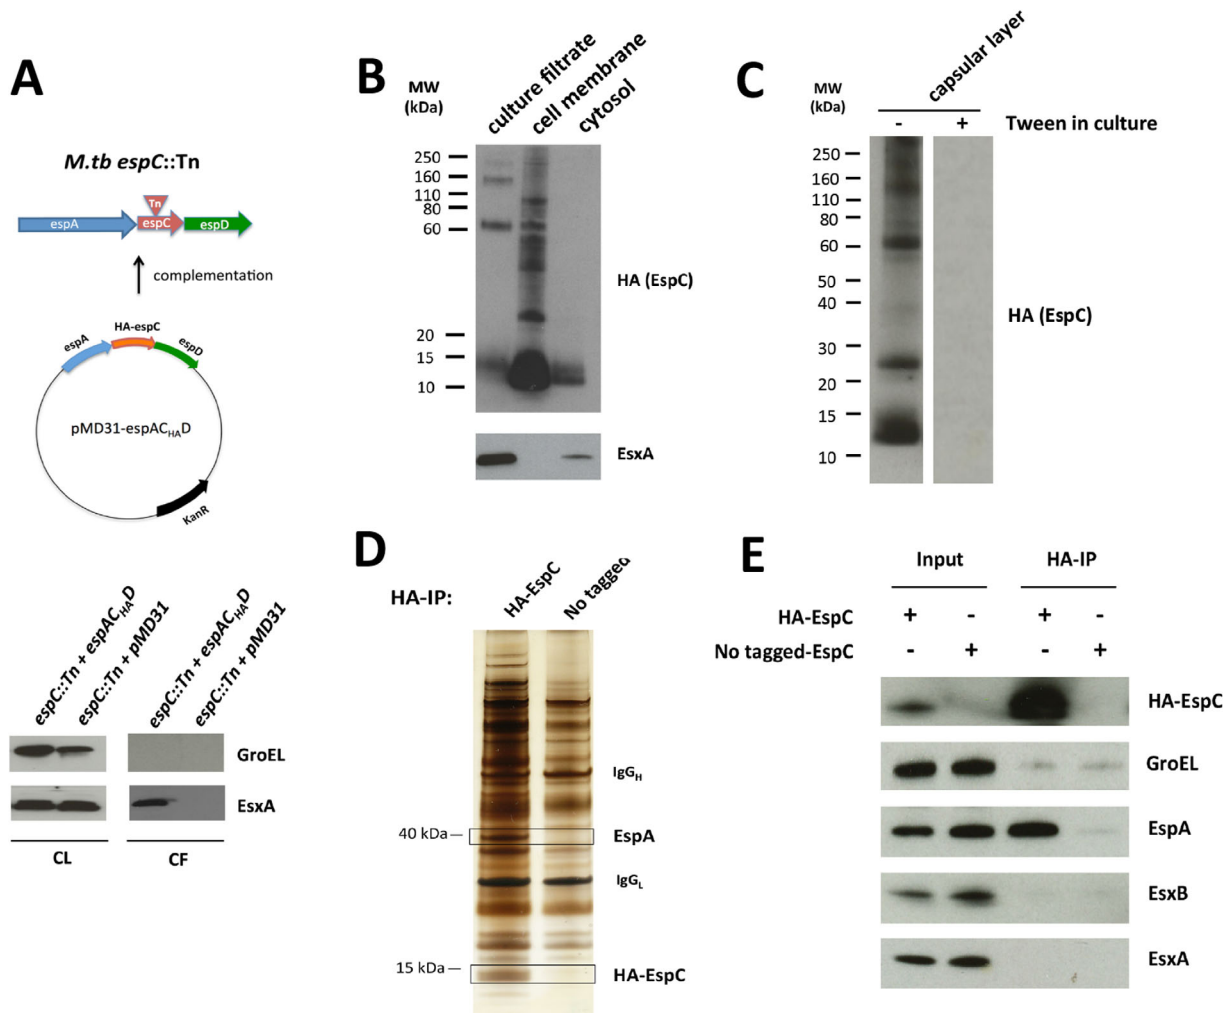 A
M.tb espC::Tn
Tn
espA
espC
espD
complementation
espA
HA-espC
espD
pMD31-espAC_HA D
KanR
espC::Tn + espAC_HA D
espC::Tn + pMD31
espC::Tn + espAC_HA D
espC::Tn + pMD31
GroEL
EsxA
CL
CF
B
MW
(kDa)
culture filtrate
cell membrane
cytosol
250
160
110
80
60
20
15
10
HA (EspC)
EsxA
C
MW
(kDa)
capsular layer
- + Tween in culture
250
160
110
80
60
50
40
30
20
15
10
HA (EspC)
D
HA-IP:
HA-EspC
No tagged
IgG_H
40 kDa
EspA
IgG_L
15 kDa
HA-EspC
E
Input HA-IP
HA-EspC + - + -
No tagged-EspC - + - +
HA-EspC
GroEL
EspA
EsxB
EsxA